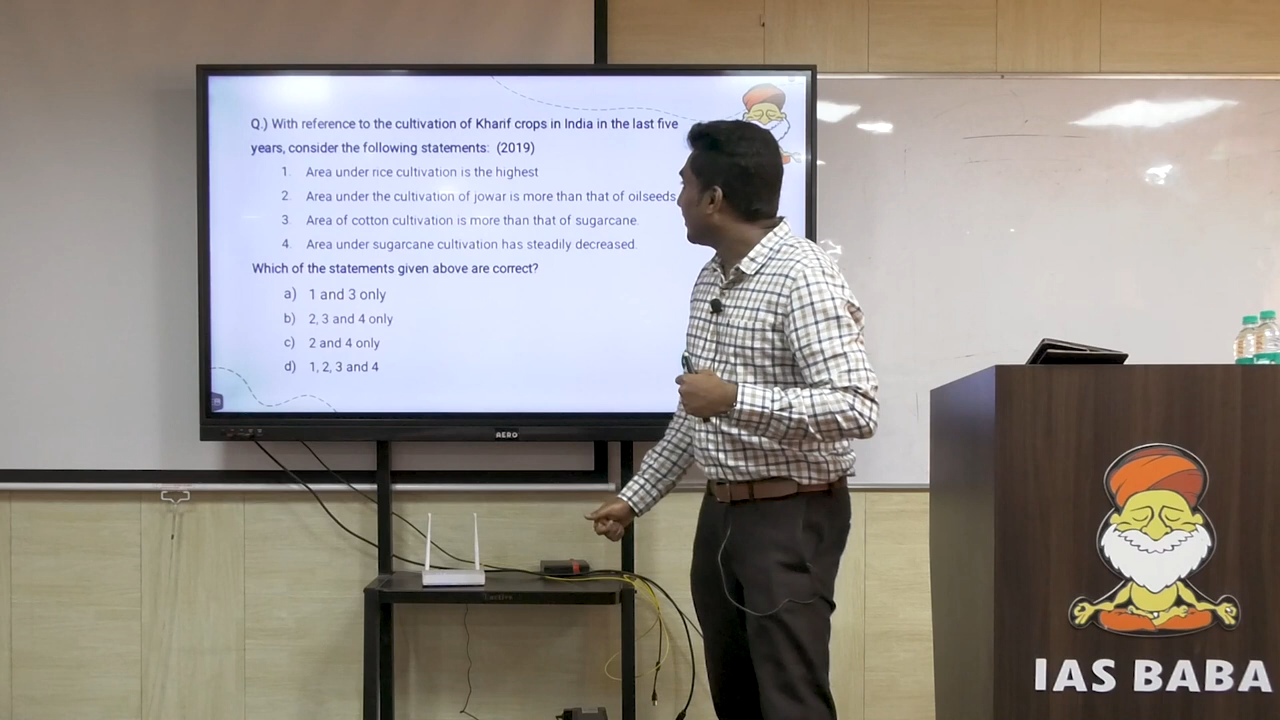 Q.) With reference to the cultivation of Kharif crops in India in the last five
years, consider the following statements: (2019)
1. Area under rice cultivation is the highest
2. Area under the cultivation of jowar is more than that of oilseeds
3. Area of cotton cultivation is more than that of sugarcane.
4. Area under sugarcane cultivation has steadily decreased.
Which of the statements given above are correct?
a) 1 and 3 only
b) 2, 3 and 4 only
c) 2 and 4 only
d) 1, 2, 3 and 4
AERO
IAS BABA